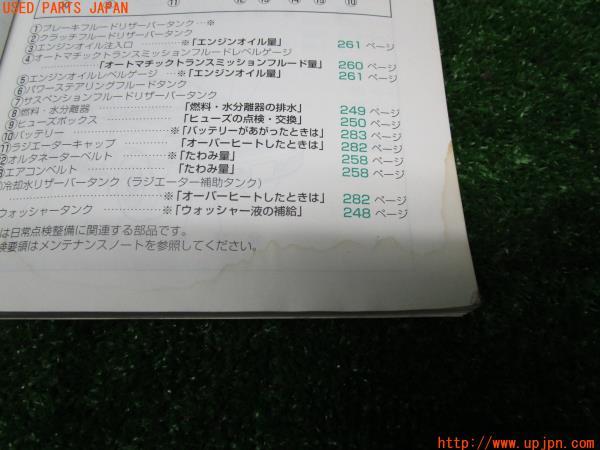 USED PARTS JAPAN
(有)ユーパーツ
⑪ ⑫ ⑬ ⑭ ⑮ ⑩
①ブレーキフルードリザーバータンク…※
②クラッチフルードリザーバータンク
③エンジンオイル注入口 …………※「エンジンオイル量」 261 ページ
④オートマチックトランスミッションフルードレベルゲージ
………「オートマチックトランスミッションフルード量」 260 ページ
⑤エンジンオイルレベルゲージ …※「エンジンオイル量」 261 ページ
⑥パワーステアリングフルードタンク
⑦サスペンションフルードリザーバータンク
⑧燃料・水分離器 ……………「燃料・水分離器の排水」 249 ページ
⑨ヒューズボックス ……………「ヒューズの点検・交換」 250 ページ
⑩バッテリー ……………※「バッテリーがあがったときは」 283 ページ
⑪ラジエーターキャップ ………「オーバーヒートしたときは」 282 ページ
⑫オルタネーターベルト ………※「たわみ量」 258 ページ
エアコンベルト ………………「たわみ量」 258 ページ
冷却水リザーバータンク(ラジエーター補助タンク)
……………※「オーバーヒートしたときは」 282 ページ
ウォッシャータンク ……………※「ウォッシャー液の補給」 248 ページ
は日常点検整備に関連する部品です。
検要領はメンテナンスノートを参照してください。
http://www.upjpn.com/